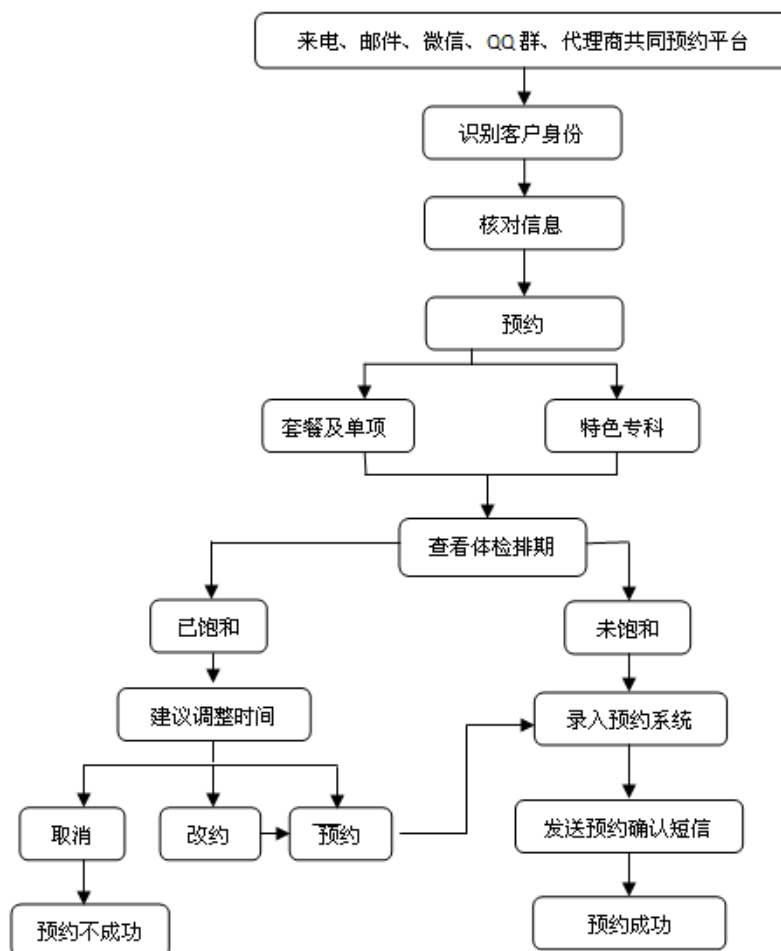 来电、邮件、微信、QQ群、代理商共同预约平台
识别客户身份
核对信息
预约
套餐及单项
特色专科
查看体检排期
已饱和
未饱和
建议调整时间
录入预约系统
取消
改约
预约
发送预约确认短信
预约不成功
预约成功